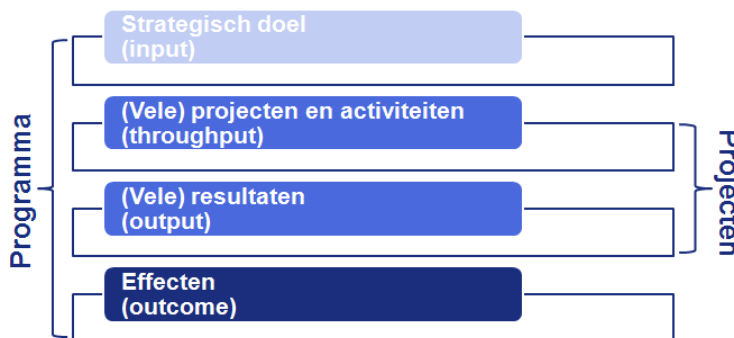 Programma
Strategisch doel
(input)
(Vele) projecten en activiteiten
(throughput)
(Vele) resultaten
(output)
Effecten
(outcome)
Projecten